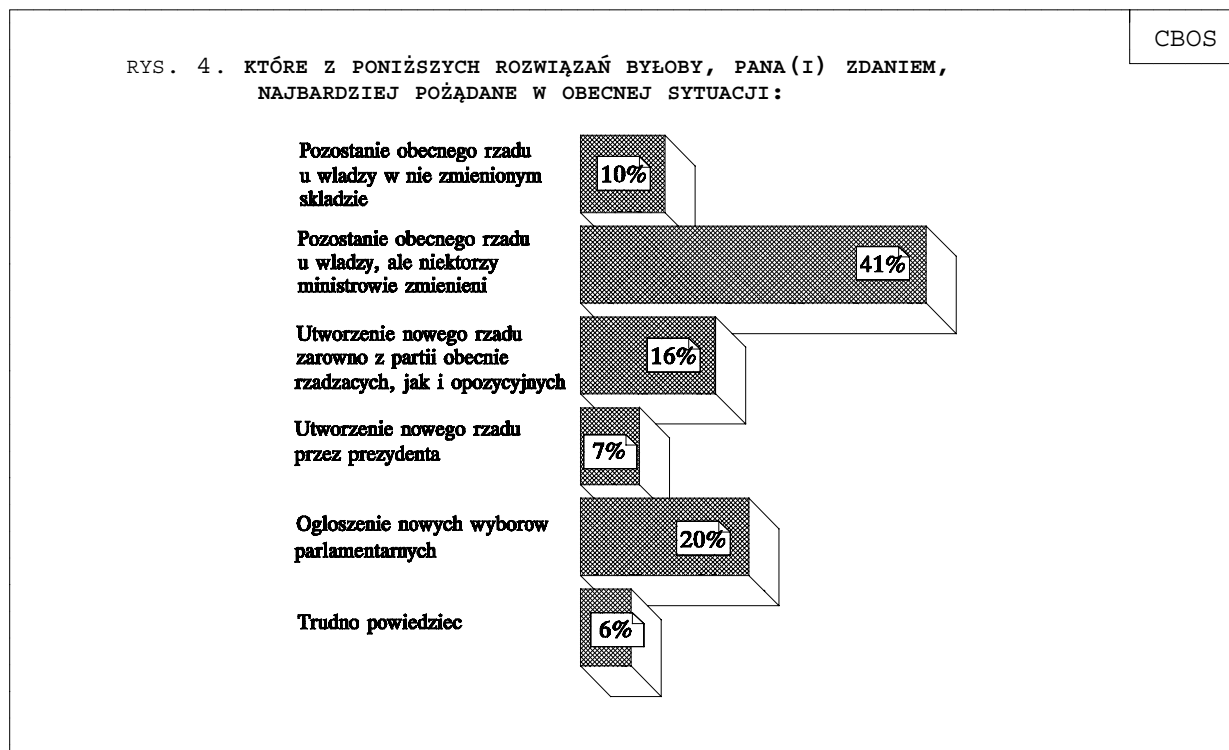 CBOS
RYS. 4. KTÓRE Z PONIŻSZYCH ROZWIĄZAŃ BYŁOBY, PANA(I) ZDANIEM,
NAJBARDZIEJ POŻĄDANE W OBECNEJ SYTUACJI:
Pozostanie obecnego rzadu
u wladzy w nie zmienionym
skladzie
10%
Pozostanie obecnego rzadu
u wladzy, ale niektorzy
ministrowie zmienieni
41%
Utworzenie nowego rzadu
zarowno z partii obecnie
rzadzacych, jak i opozycyjnych
16%
Utworzenie nowego rzadu
przez prezydenta
7%
Ogloszenie nowych wyborow
parlamentarnych
20%
Trudno powiedziec
6%